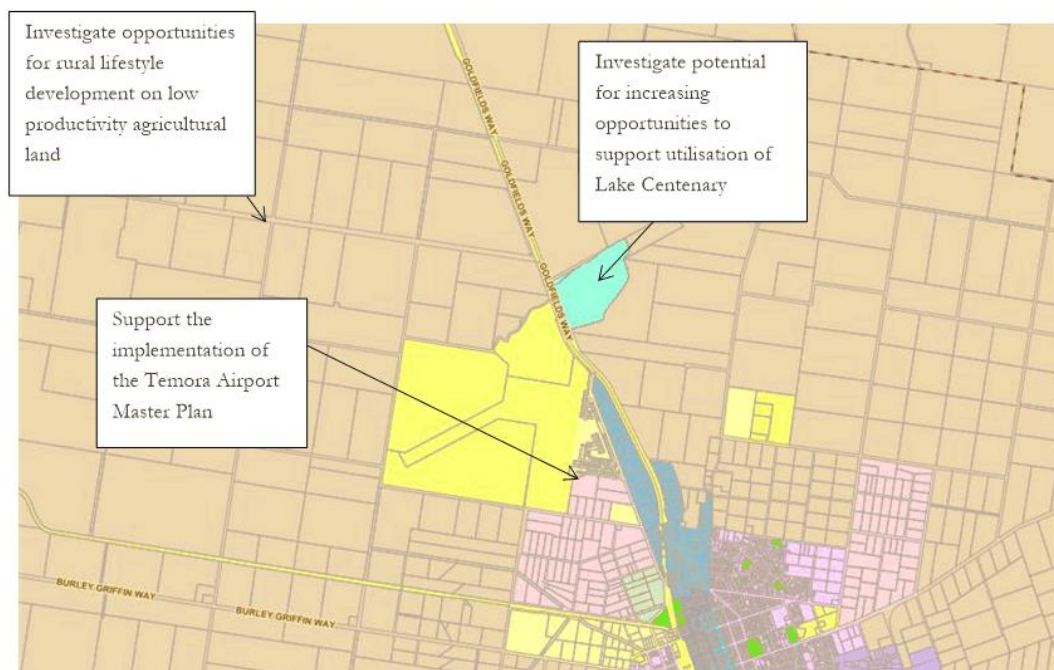 Investigate opportunities
for rural lifestyle
development on low
productivity agricultural
land
Investigate potential
for increasing
opportunities to
support utilisation of
Lake Centenary
Support the
implementation of
the Temora Airport
Master Plan
GOLDFIELDS WAY
GOLDFIELDS WAY
GOLDFIELDS WAY
GOLDFIELDS WAY
BURLEY GRIFFIN WAY
BURLEY GRIFFIN WAY